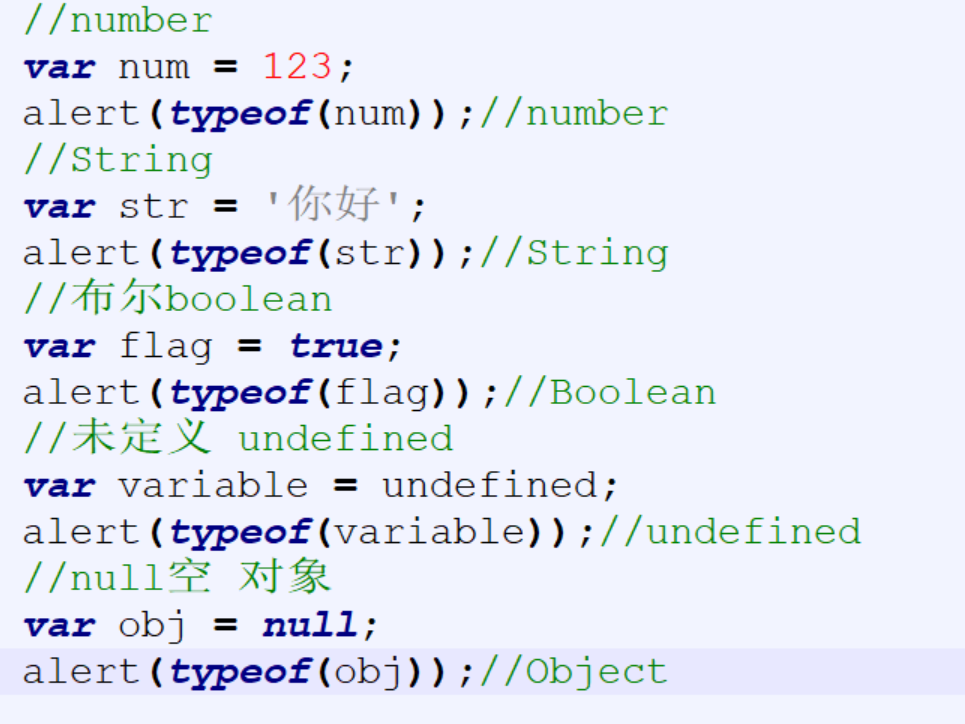 //number
var num = 123;
alert(typeof(num));//number
//String
var str = '你好';
alert(typeof(str));//String
//布尔boolean
var flag = true;
alert(typeof(flag));//Boolean
//未定义 undefined
var variable = undefined;
alert(typeof(variable));//undefined
//null空 对象
var obj = null;
alert(typeof(obj));//Object